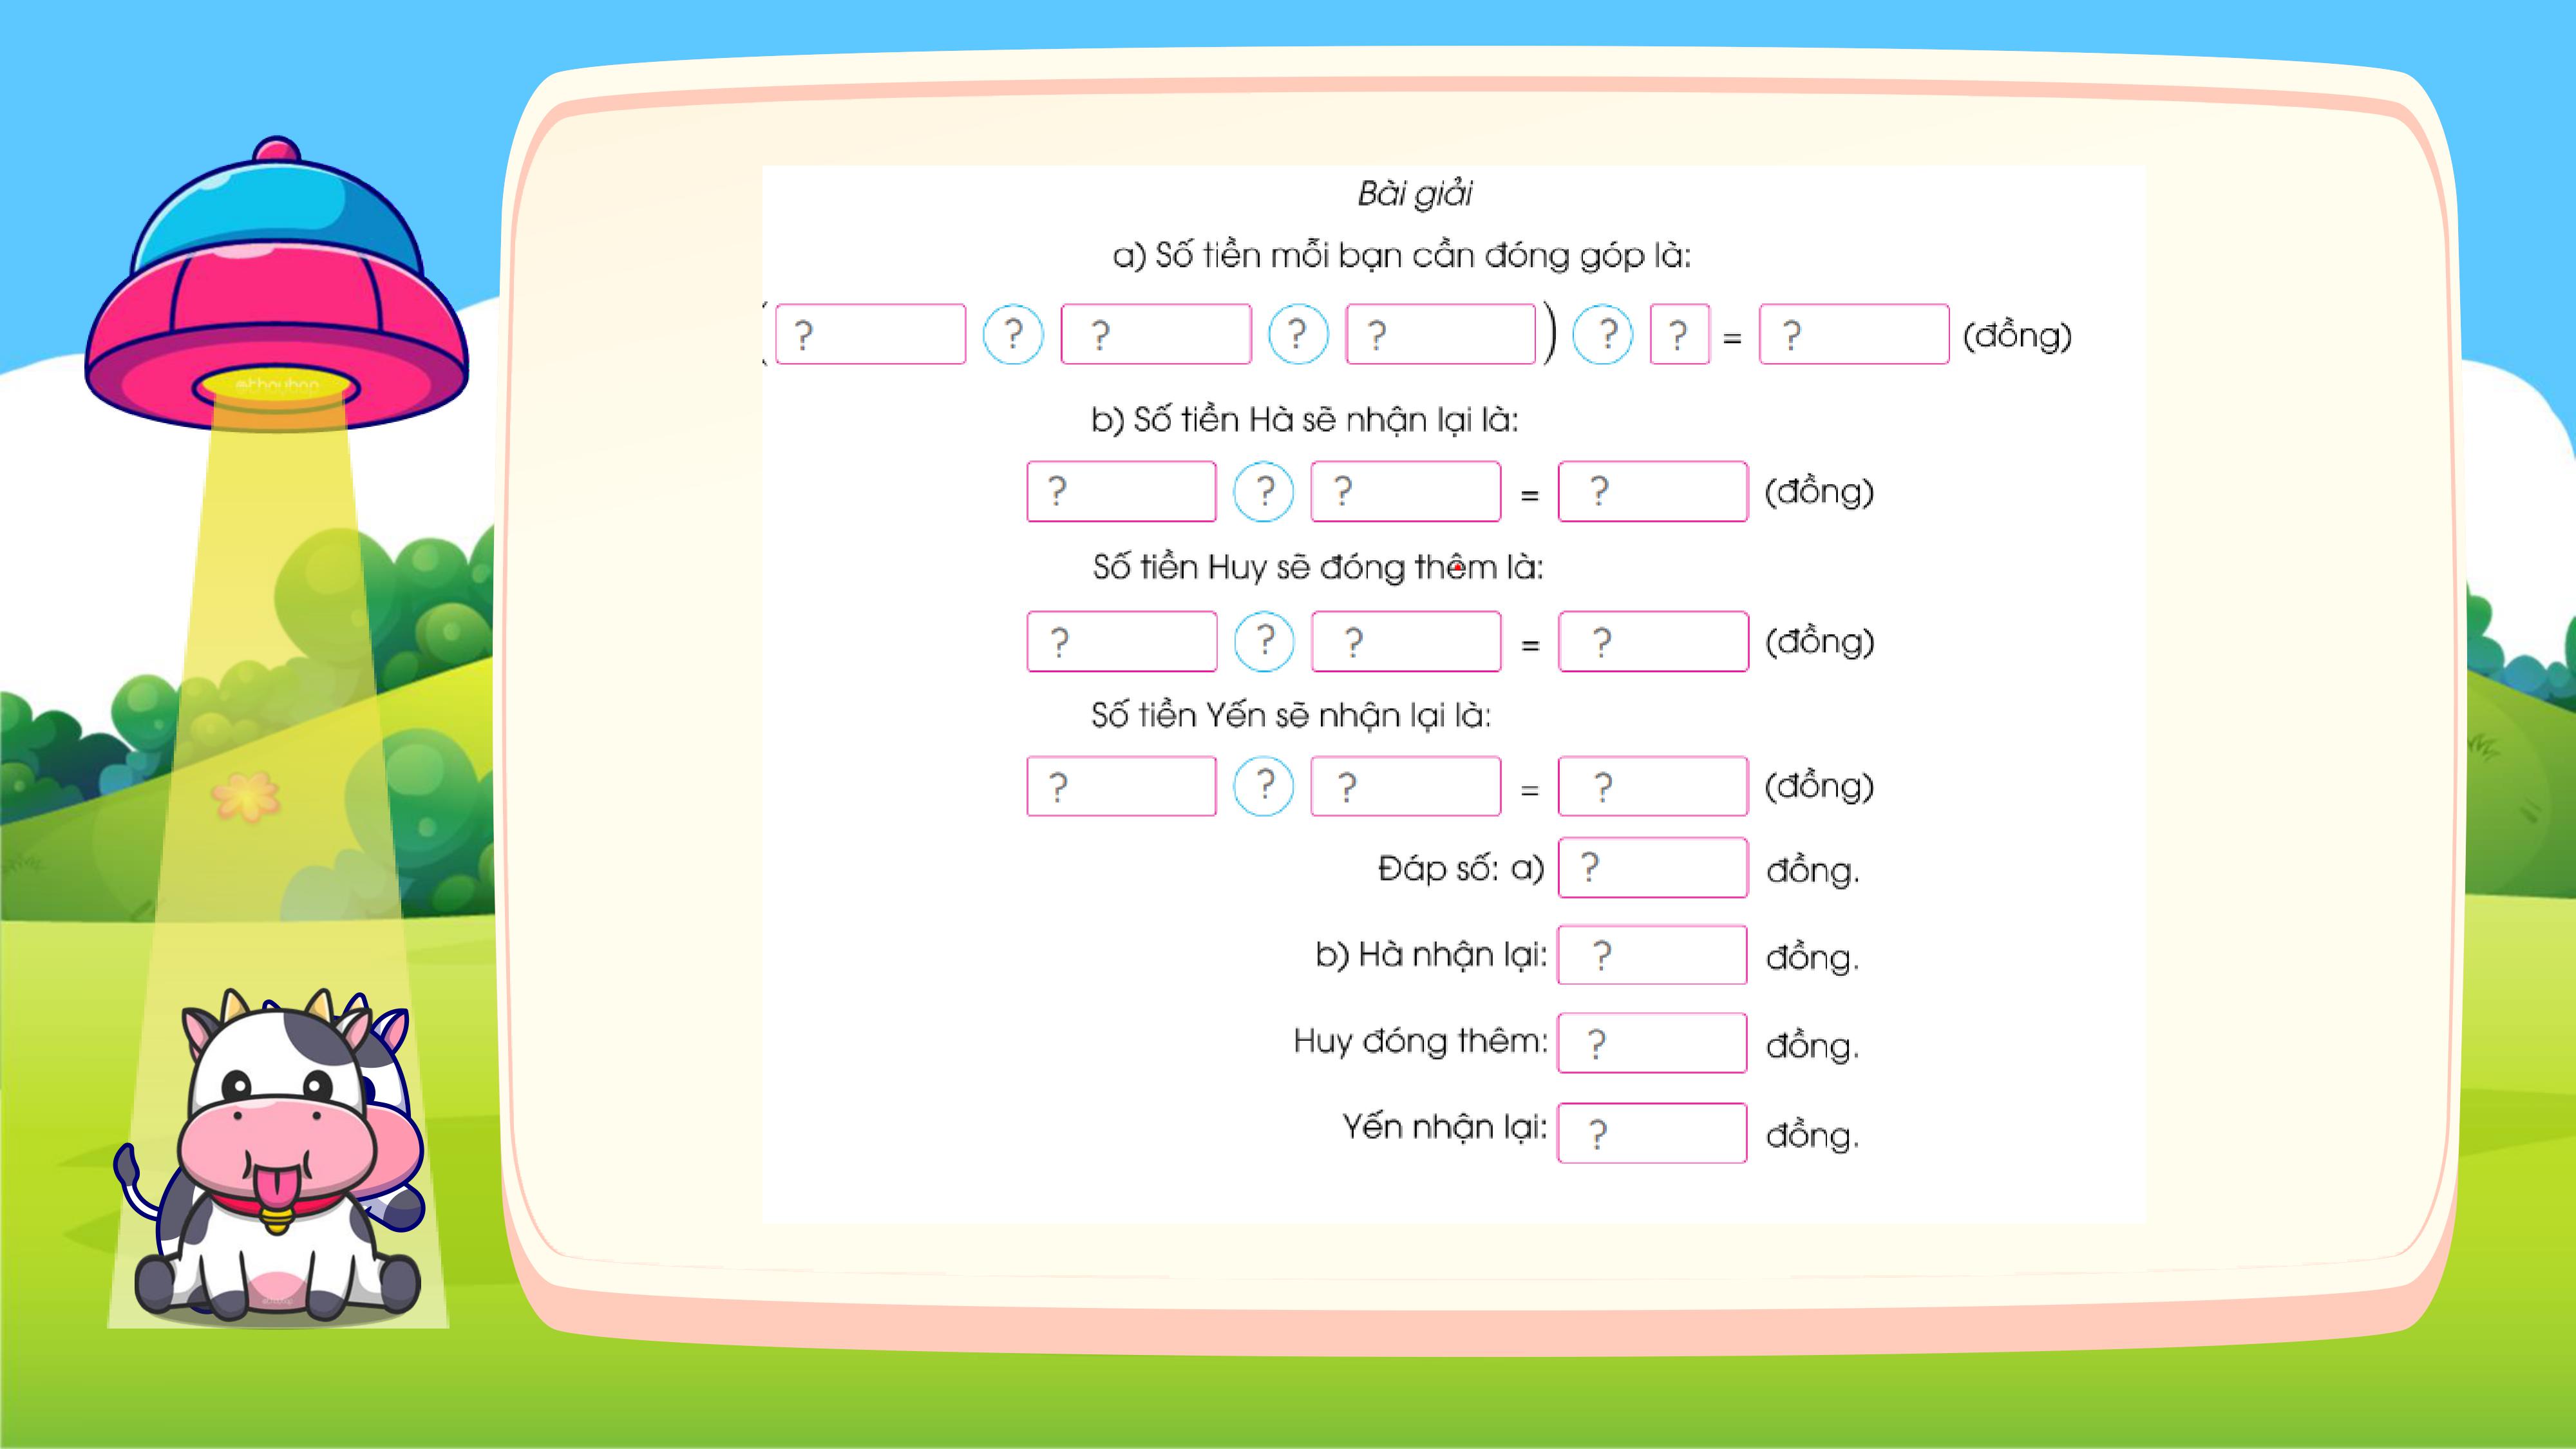 Bài giải
a) Số tiền mỗi bạn cần đóng góp là:
( ? ? ? ? ? ) ? ? = ? (đồng)
b) Số tiền Hà sẽ nhận lại là:
? ? ? = ? (đồng)
Số tiền Huy sẽ đóng thêm là:
? ? ? = ? (đồng)
Số tiền Yến sẽ nhận lại là:
? ? ? = ? (đồng)
Đáp số: a) ? đồng.
b) Hà nhận lại: ? đồng.
Huy đóng thêm: ? đồng.
Yến nhận lại: ? đồng.